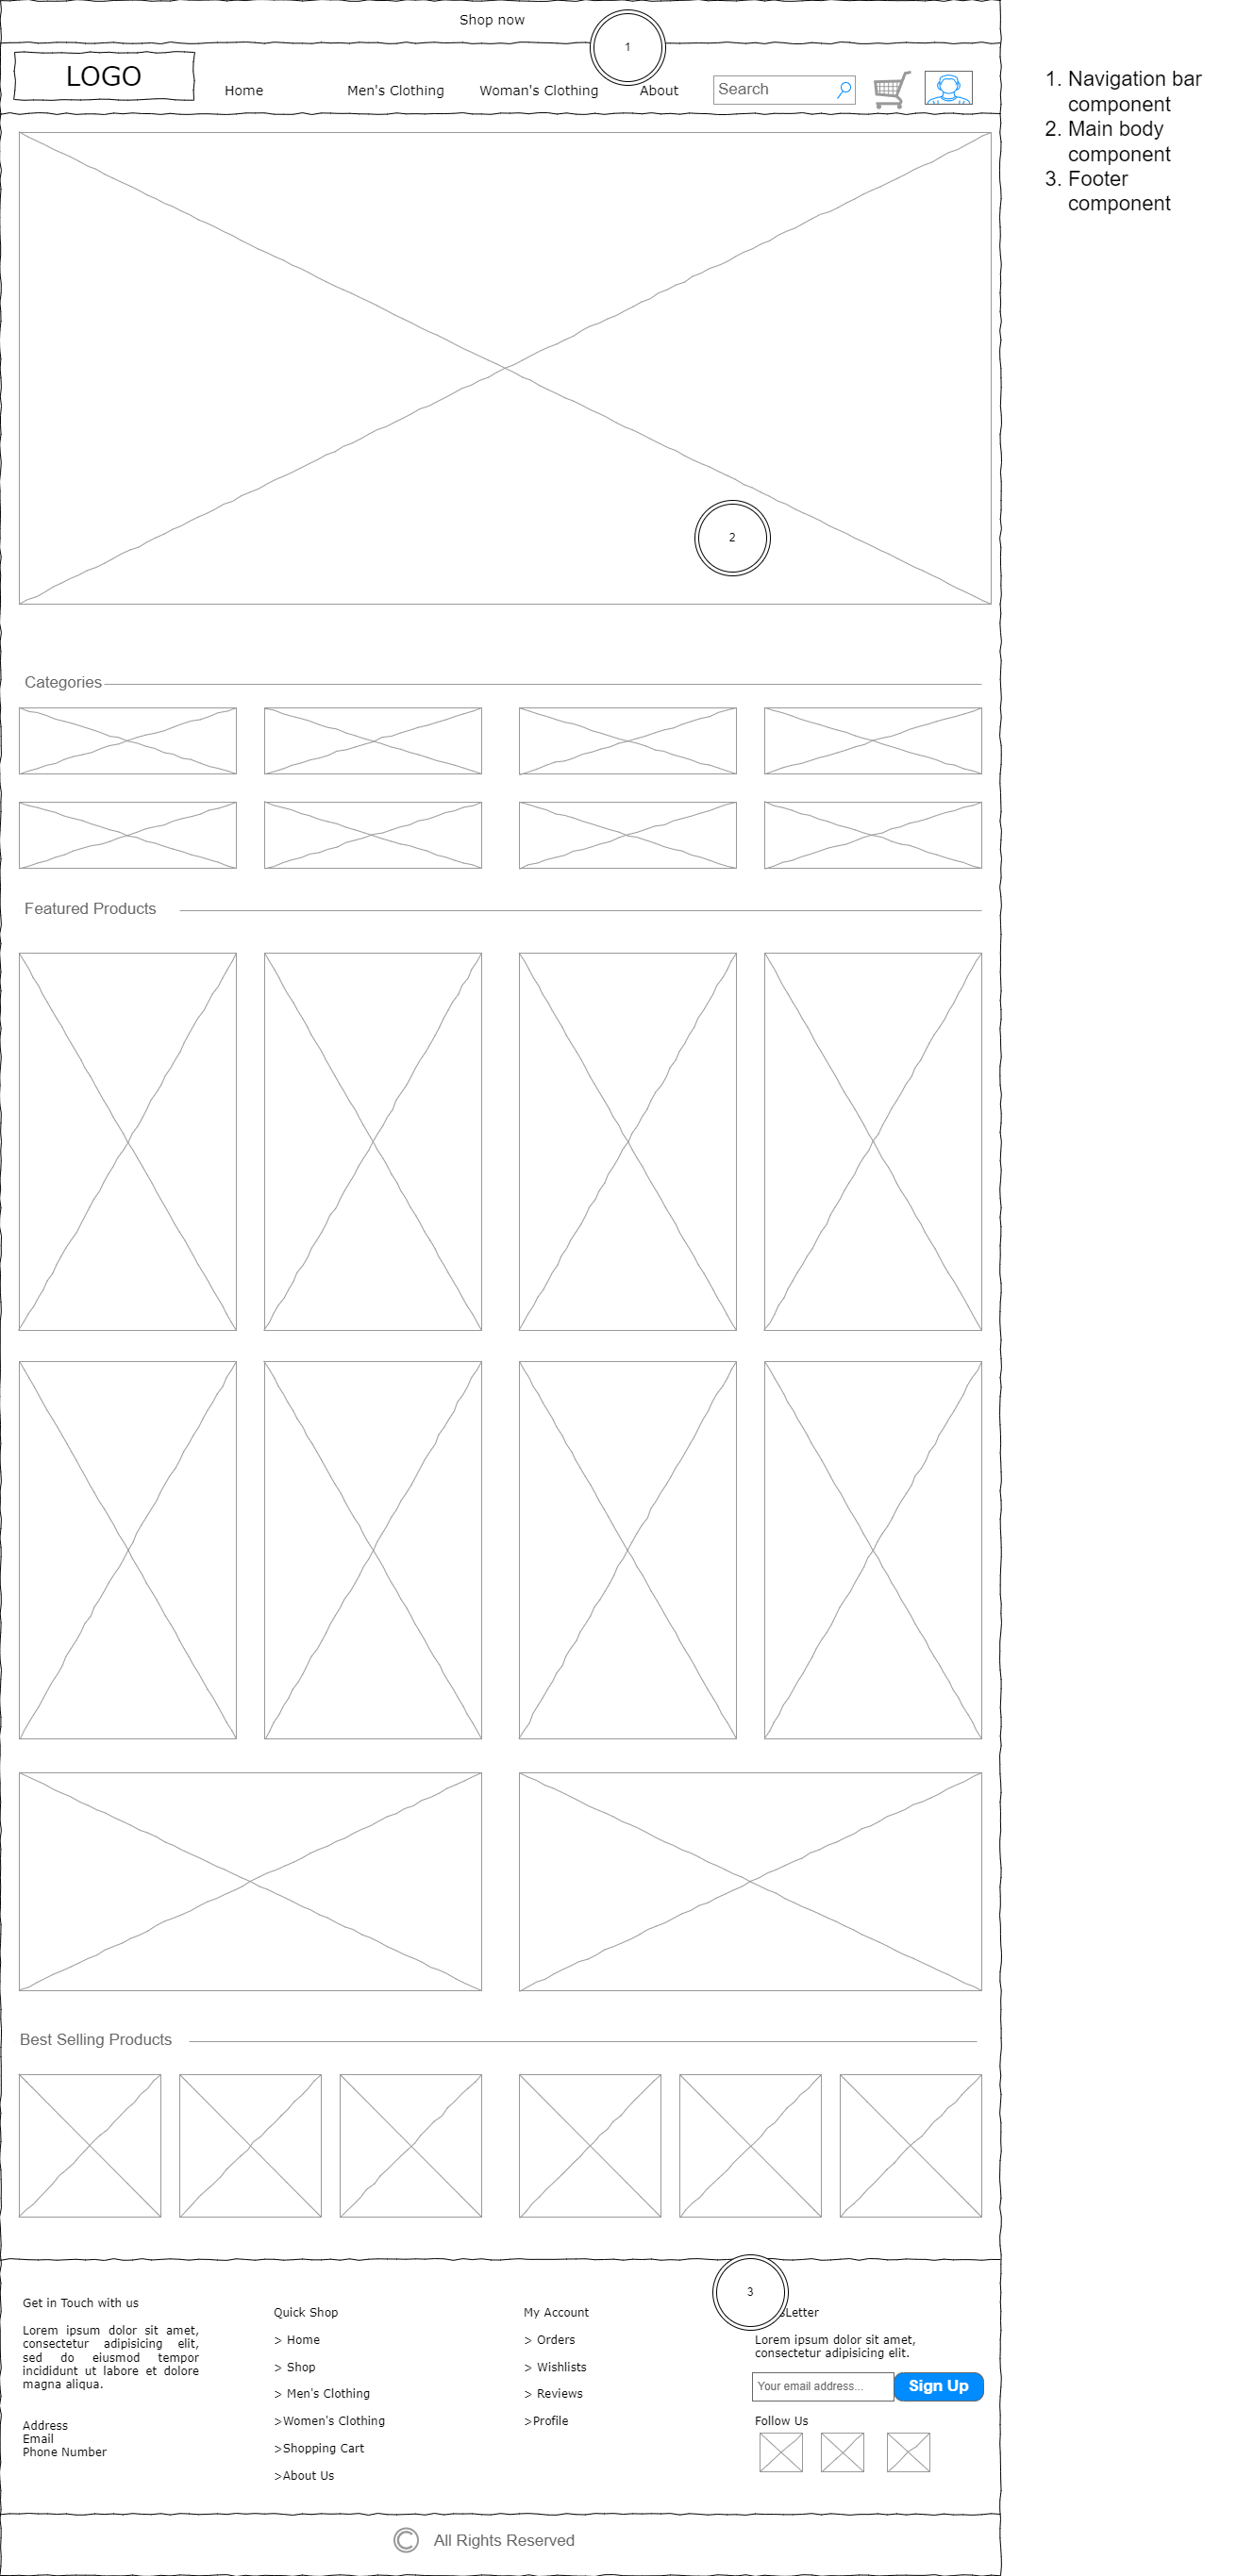 Shop now
1
LOGO
Home
Men's Clothing
Woman's Clothing
About
Search
1. Navigation bar
component
2. Main body
component
3. Footer
component
2
Categories
Featured Products
Best Selling Products
3
Get in Touch with us
Lorem ipsum dolor sit amet,
consectetur adipisicing elit,
sed do eiusmod tempor
incididunt ut labore et dolore
magna aliqua.
Address
Email
Phone Number
Quick Shop
> Home
> Shop
> Men's Clothing
>Women's Clothing
>Shopping Cart
>About Us
My Account
> Orders
> Wishlists
> Reviews
>Profile
sLetter
Lorem ipsum dolor sit amet,
consectetur adipisicing elit.
Your email address...
Sign Up
Follow Us
© All Rights Reserved